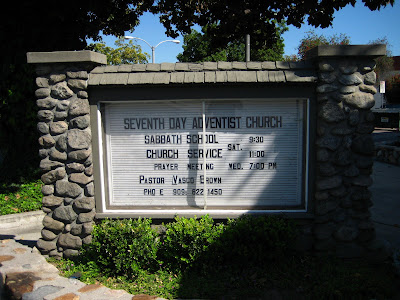 SEVENTH DAY ADVENTIST CHURCH
SABBATH SCHOOL 9:30
SAT.
CHURCH SERVICE 11:00
PRAYER MEETING WED. 7:00 PM
PASTOR VASCO BROWN
PHO E 909 822 1450